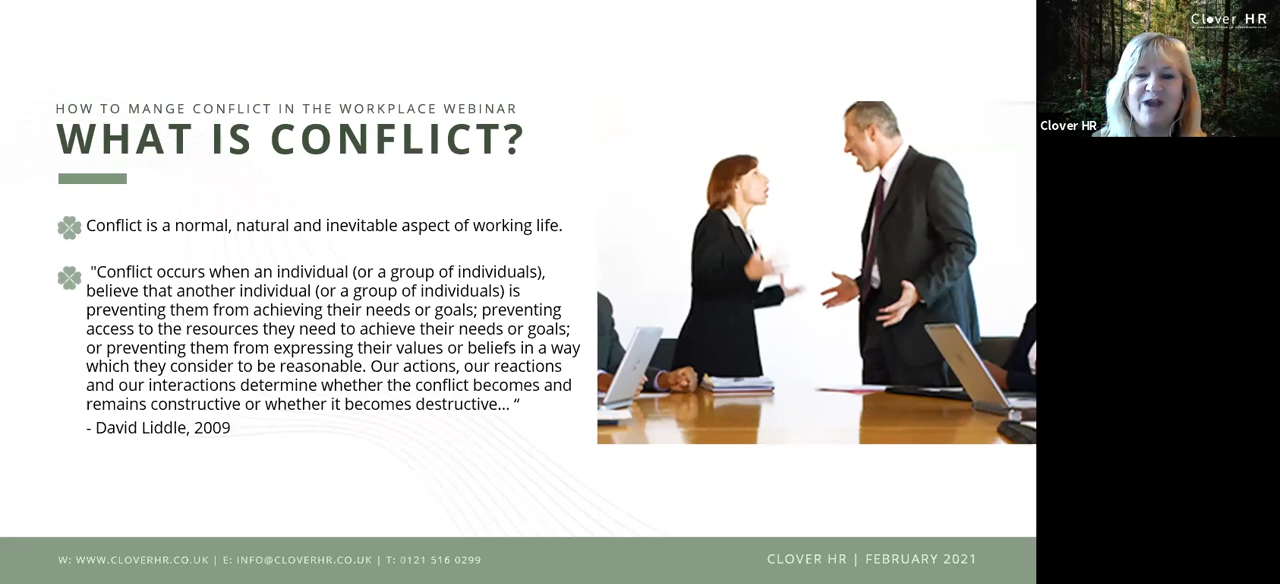 HOW TO MANGE CONFLICT IN THE WORKPLACE WEBINAR
WHAT IS CONFLICT?
Conflict is a normal, natural and inevitable aspect of working life.
"Conflict occurs when an individual (or a group of individuals),
believe that another individual (or a group of individuals) is
preventing them from achieving their needs or goals; preventing
access to the resources they need to achieve their needs or goals;
or preventing them from expressing their values or beliefs in a way
which they consider to be reasonable. Our actions, our reactions
and our interactions determine whether the conflict becomes and
remains constructive or whether it becomes destructive... “
- David Liddle, 2009
W: WWW.CLOVERHR.CO.UK | E: INFO@CLOVERHR.CO.UK | T: 0121 516 0299
CLOVER HR | FEBRUARY 2021
Clover HR
Clover HR